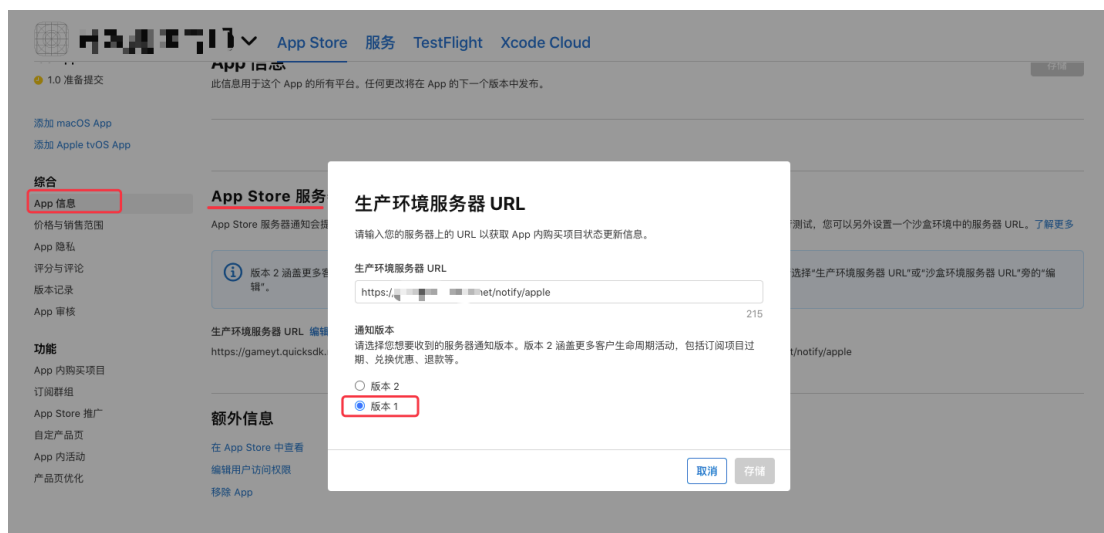 App Store 服务 TestFlight Xcode Cloud
App 信息
存储
1.0 准备提交
此信息用于这个 App 的所有平台。任何更改将在 App 的下一个版本中发布。
添加 macOS App
添加 Apple tvOS App
综合
App 信息
价格与销售范围
App 隐私
评分与评论
版本记录
App 审核
功能
App 内购买项目
订阅群组
App Store 推广
自定产品页
App 内活动
产品页优化
App Store 服务
App Store 服务器通知会提
测试，您可以另外设置一个沙盒环境中的服务器 URL。了解更多
版本 2 涵盖更多客
选择“生产环境服务器 URL”或“沙盒环境服务器 URL”旁的“编
辑”。
生产环境服务器 URL 编辑
https://gameyt.quicksdk.
t/notify/apple
额外信息
在 App Store 中查看
编辑用户访问权限
移除 App
生产环境服务器 URL
请输入您的服务器上的 URL 以获取 App 内购买项目状态更新信息。
生产环境服务器 URL
https:/
net/notify/apple
215
通知版本
请选择您想要收到的服务器通知版本。版本 2 涵盖更多客户生命周期活动，包括订阅项目过
期、兑换优惠、退款等。
版本 2
版本 1
取消
存储